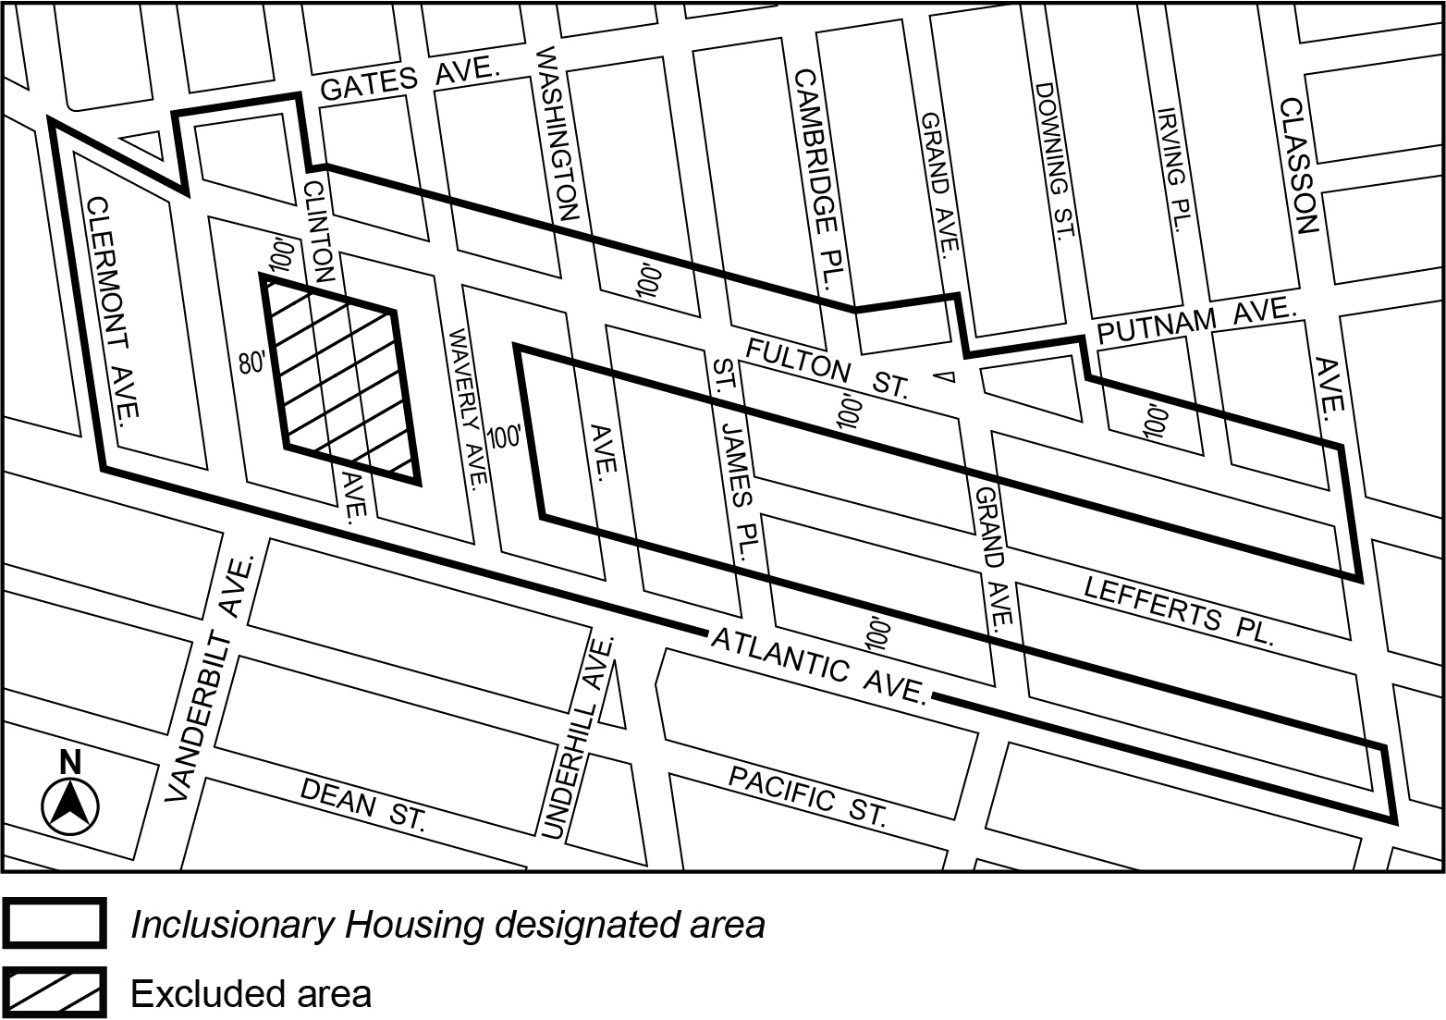 GATES AVE.
WASHINGTON
CAMBRIDGE PL.
GRAND AVE.
DOWNING ST.
IRVING PL.
CLASSON
CLERMONT AVE.
CLINTON
100'
100'
80'
PUTNAM AVE.
WAVERLY AVE.
FULTON ST.
AVE.
100'
ST. JAMES PL.
AVE.
100'
100'
AVE.
GRAND AVE.
LEFFERTS PL.
100'
ATLANTIC AVE.
VANDERBILT AVE.
UNDERHILL AVE.
N
DEAN ST.
PACIFIC ST.
Inclusionary Housing designated area
Excluded area